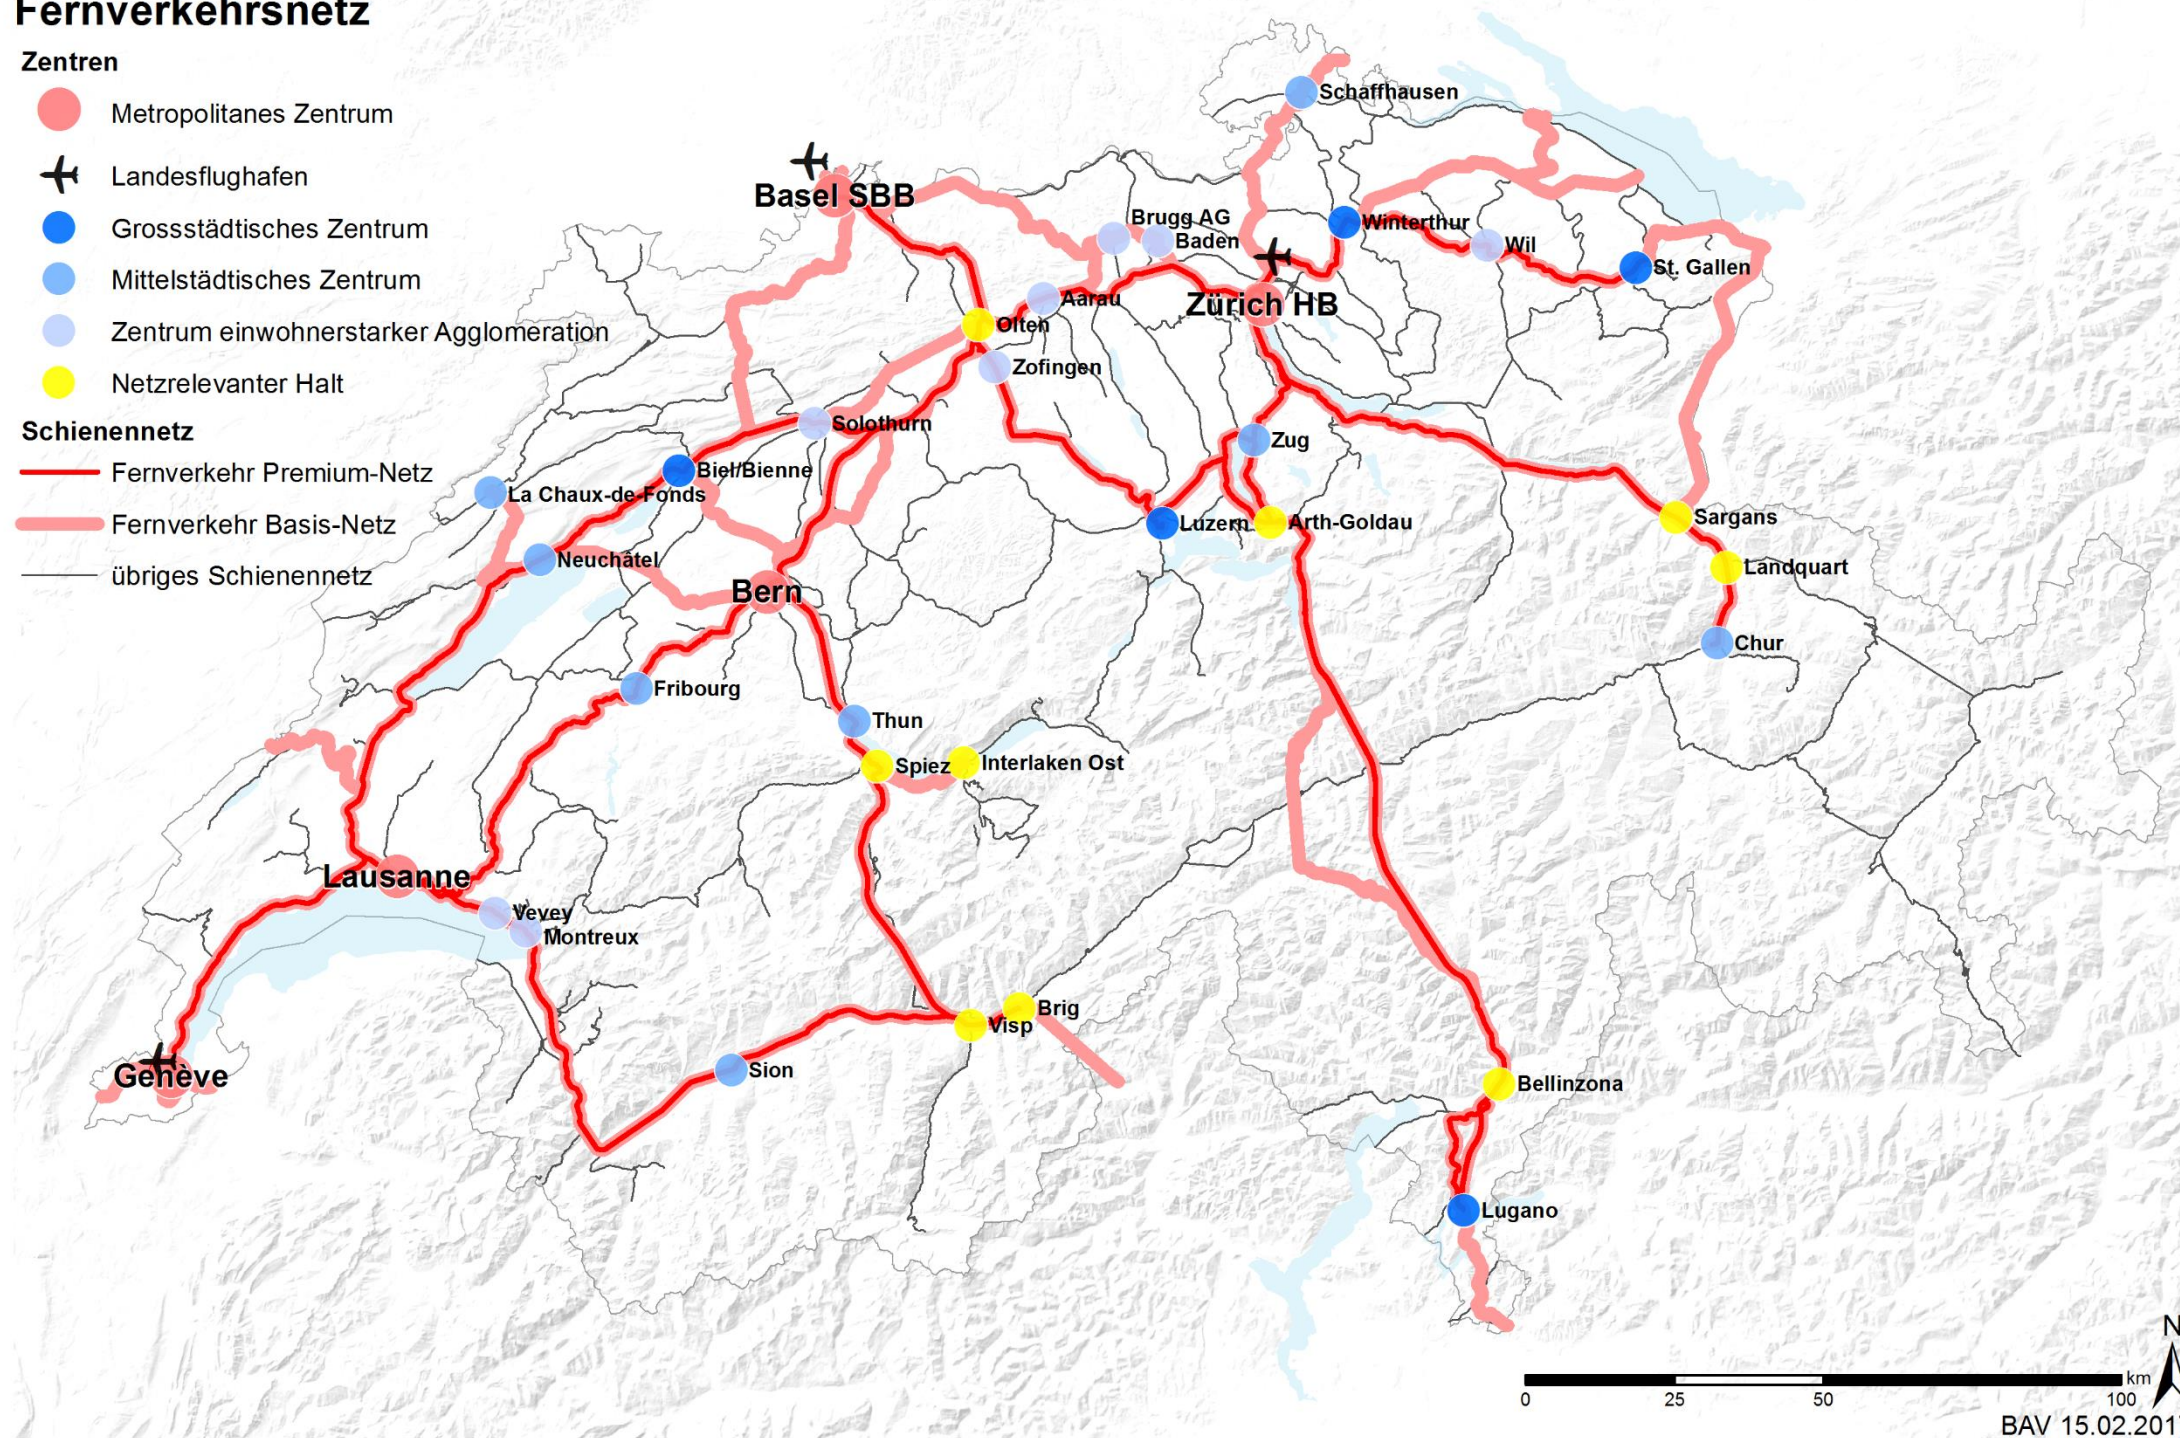 Fernverkehrsnetz
Zentren
Metropolitanes Zentrum
Landesflughafen
Grossstädtisches Zentrum
Mittelstädtisches Zentrum
Zentrum einwohnerstarker Agglomeration
Netzrelevanter Halt
Schienennetz
Fernverkehr Premium-Netz
Fernverkehr Basis-Netz
übriges Schienennetz
Schaffhausen
Basel SBB
Brugg AG
Baden
Winterthur
Wil
St. Gallen
Aarau
Zürich HB
Olten
Zofingen
Solothurn
Zug
Biel/Bienne
La Chaux-de-Fonds
Luzern
Arth-Goldau
Sargans
Neuchâtel
Landquart
Bern
Chur
Fribourg
Thun
Spiez
Interlaken Ost
Lausanne
Vevey
Montreux
Brig
Visp
Genève
Sion
Bellinzona
Lugano
N
km
0 25 50 100
BAV 15.02.201